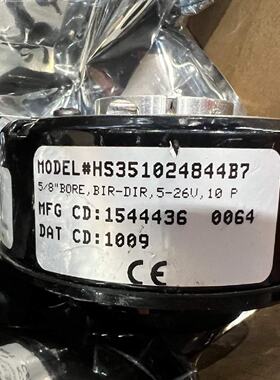 MODEL#HS351024844B7
5/8"BORE,BIR-DIR,5-26V,10 P
MFG CD:1544436 0064
DAT CD:1009
CE